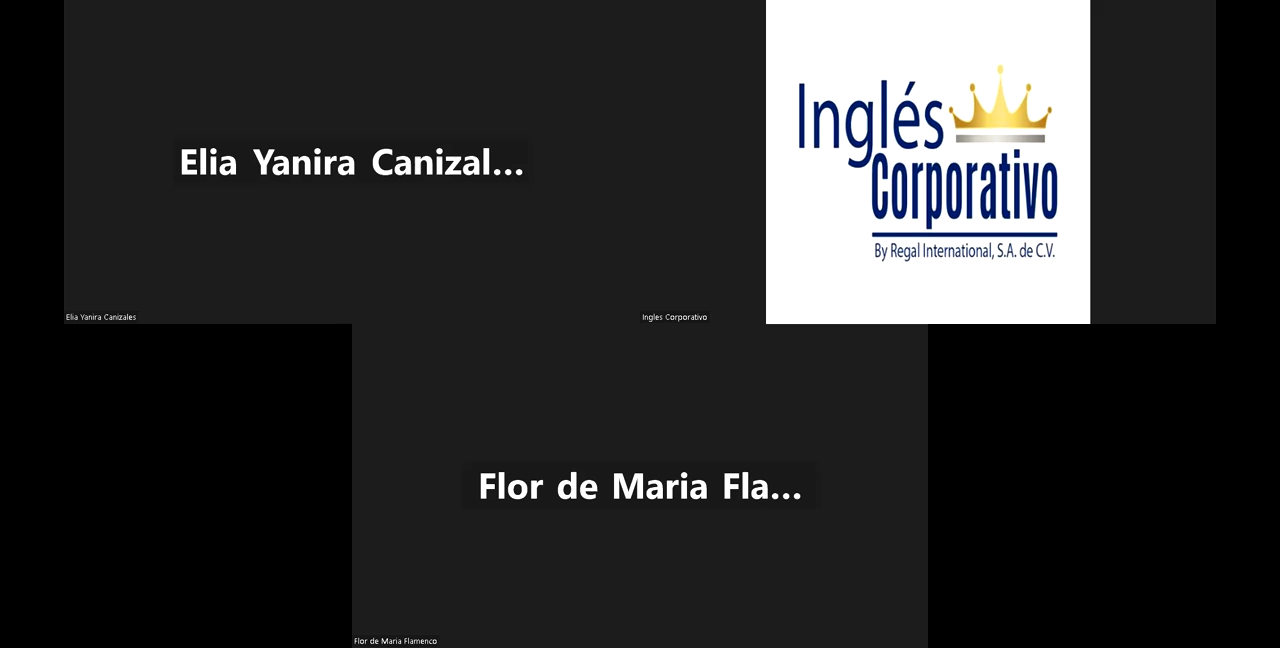 Elia Yanira Canizal...
Elia Yanira Canizales
Inglés
Corporativo
By Regal International, S.A. de C.V.
Ingles Corporativo
Flor de Maria Fla...
Flor de Maria Flamenco